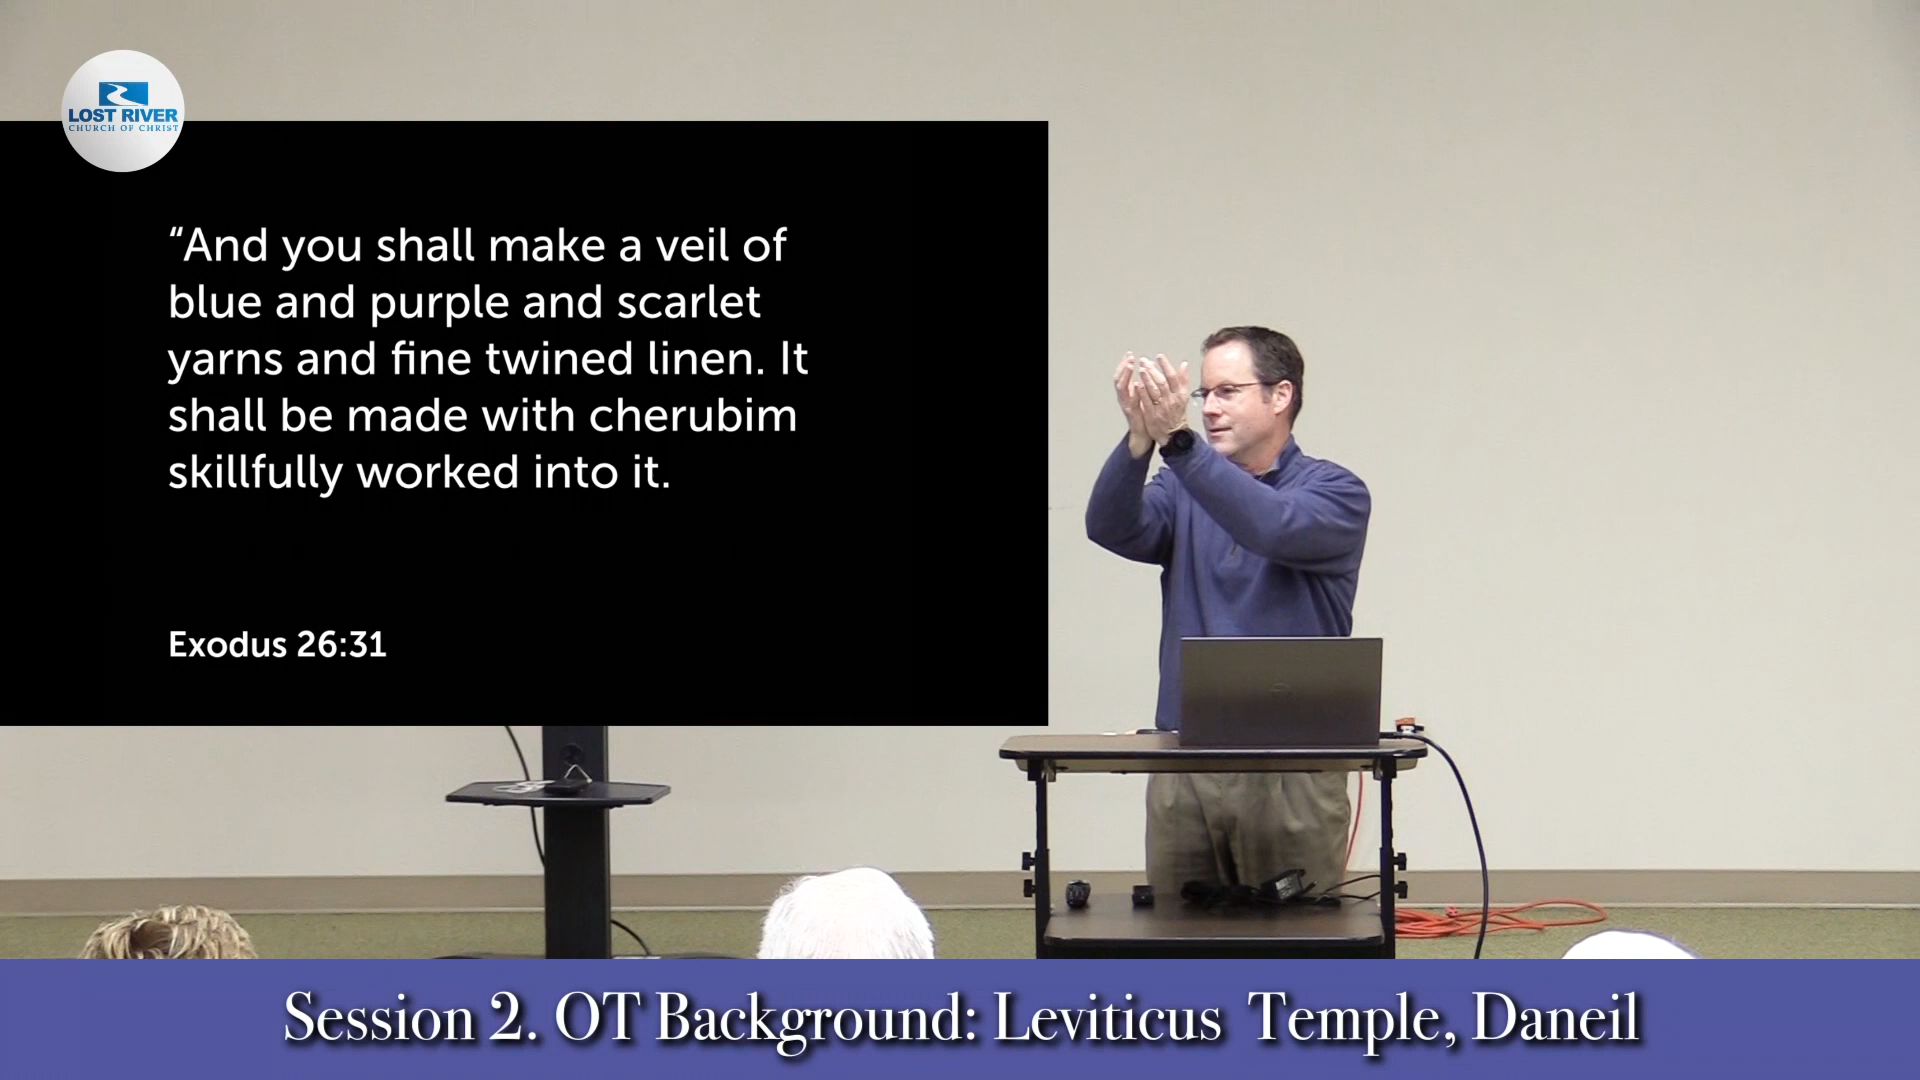 LOST RIVER
CHURCH OF CHRIST
“And you shall make a veil of
blue and purple and scarlet
yarns and fine twined linen. It
shall be made with cherubim
skillfully worked into it.
Exodus 26:31
Session 2. OT Background: Leviticus Temple, Daneil